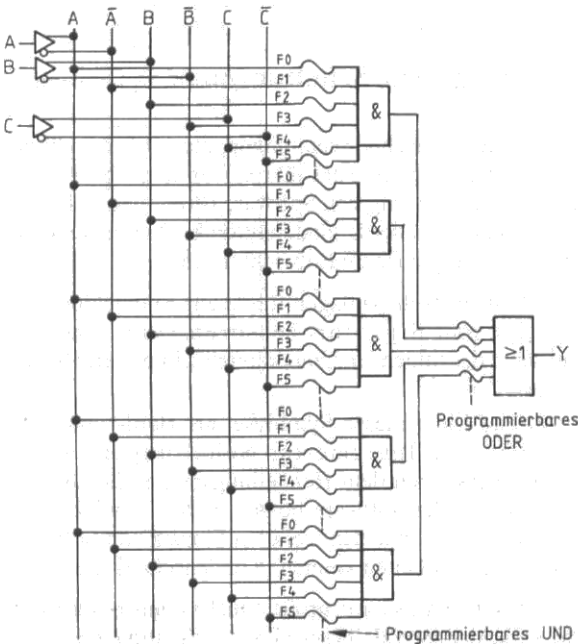 A Ā B B̄ C C̄
A
B
C
F0
F1
F2
F3
F4
F5
&
F0
F1
F2
F3
F4
F5
&
F0
F1
F2
F3
F4
F5
&
F0
F1
F2
F3
F4
F5
&
F0
F1
F2
F3
F4
F5
&
≥1
Y
Programmierbares
ODER
Programmierbares UND